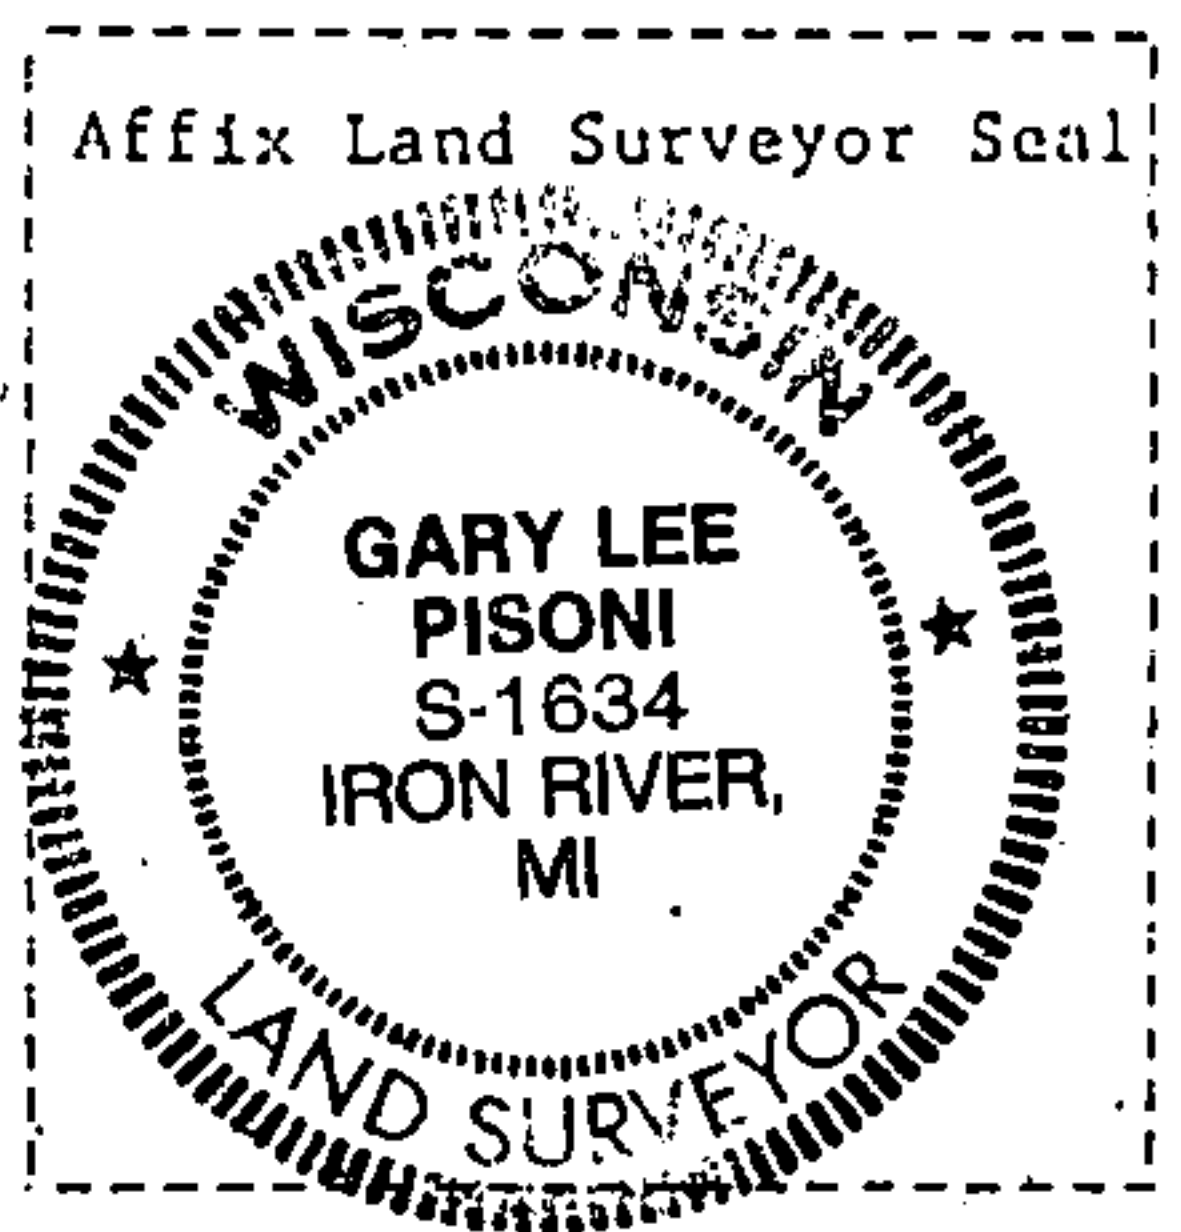 Affix Land Surveyor Seal
WISCONSIN
GARY LEE
PISONI
S-1634
IRON RIVER,
MI
LAND SURVEYOR